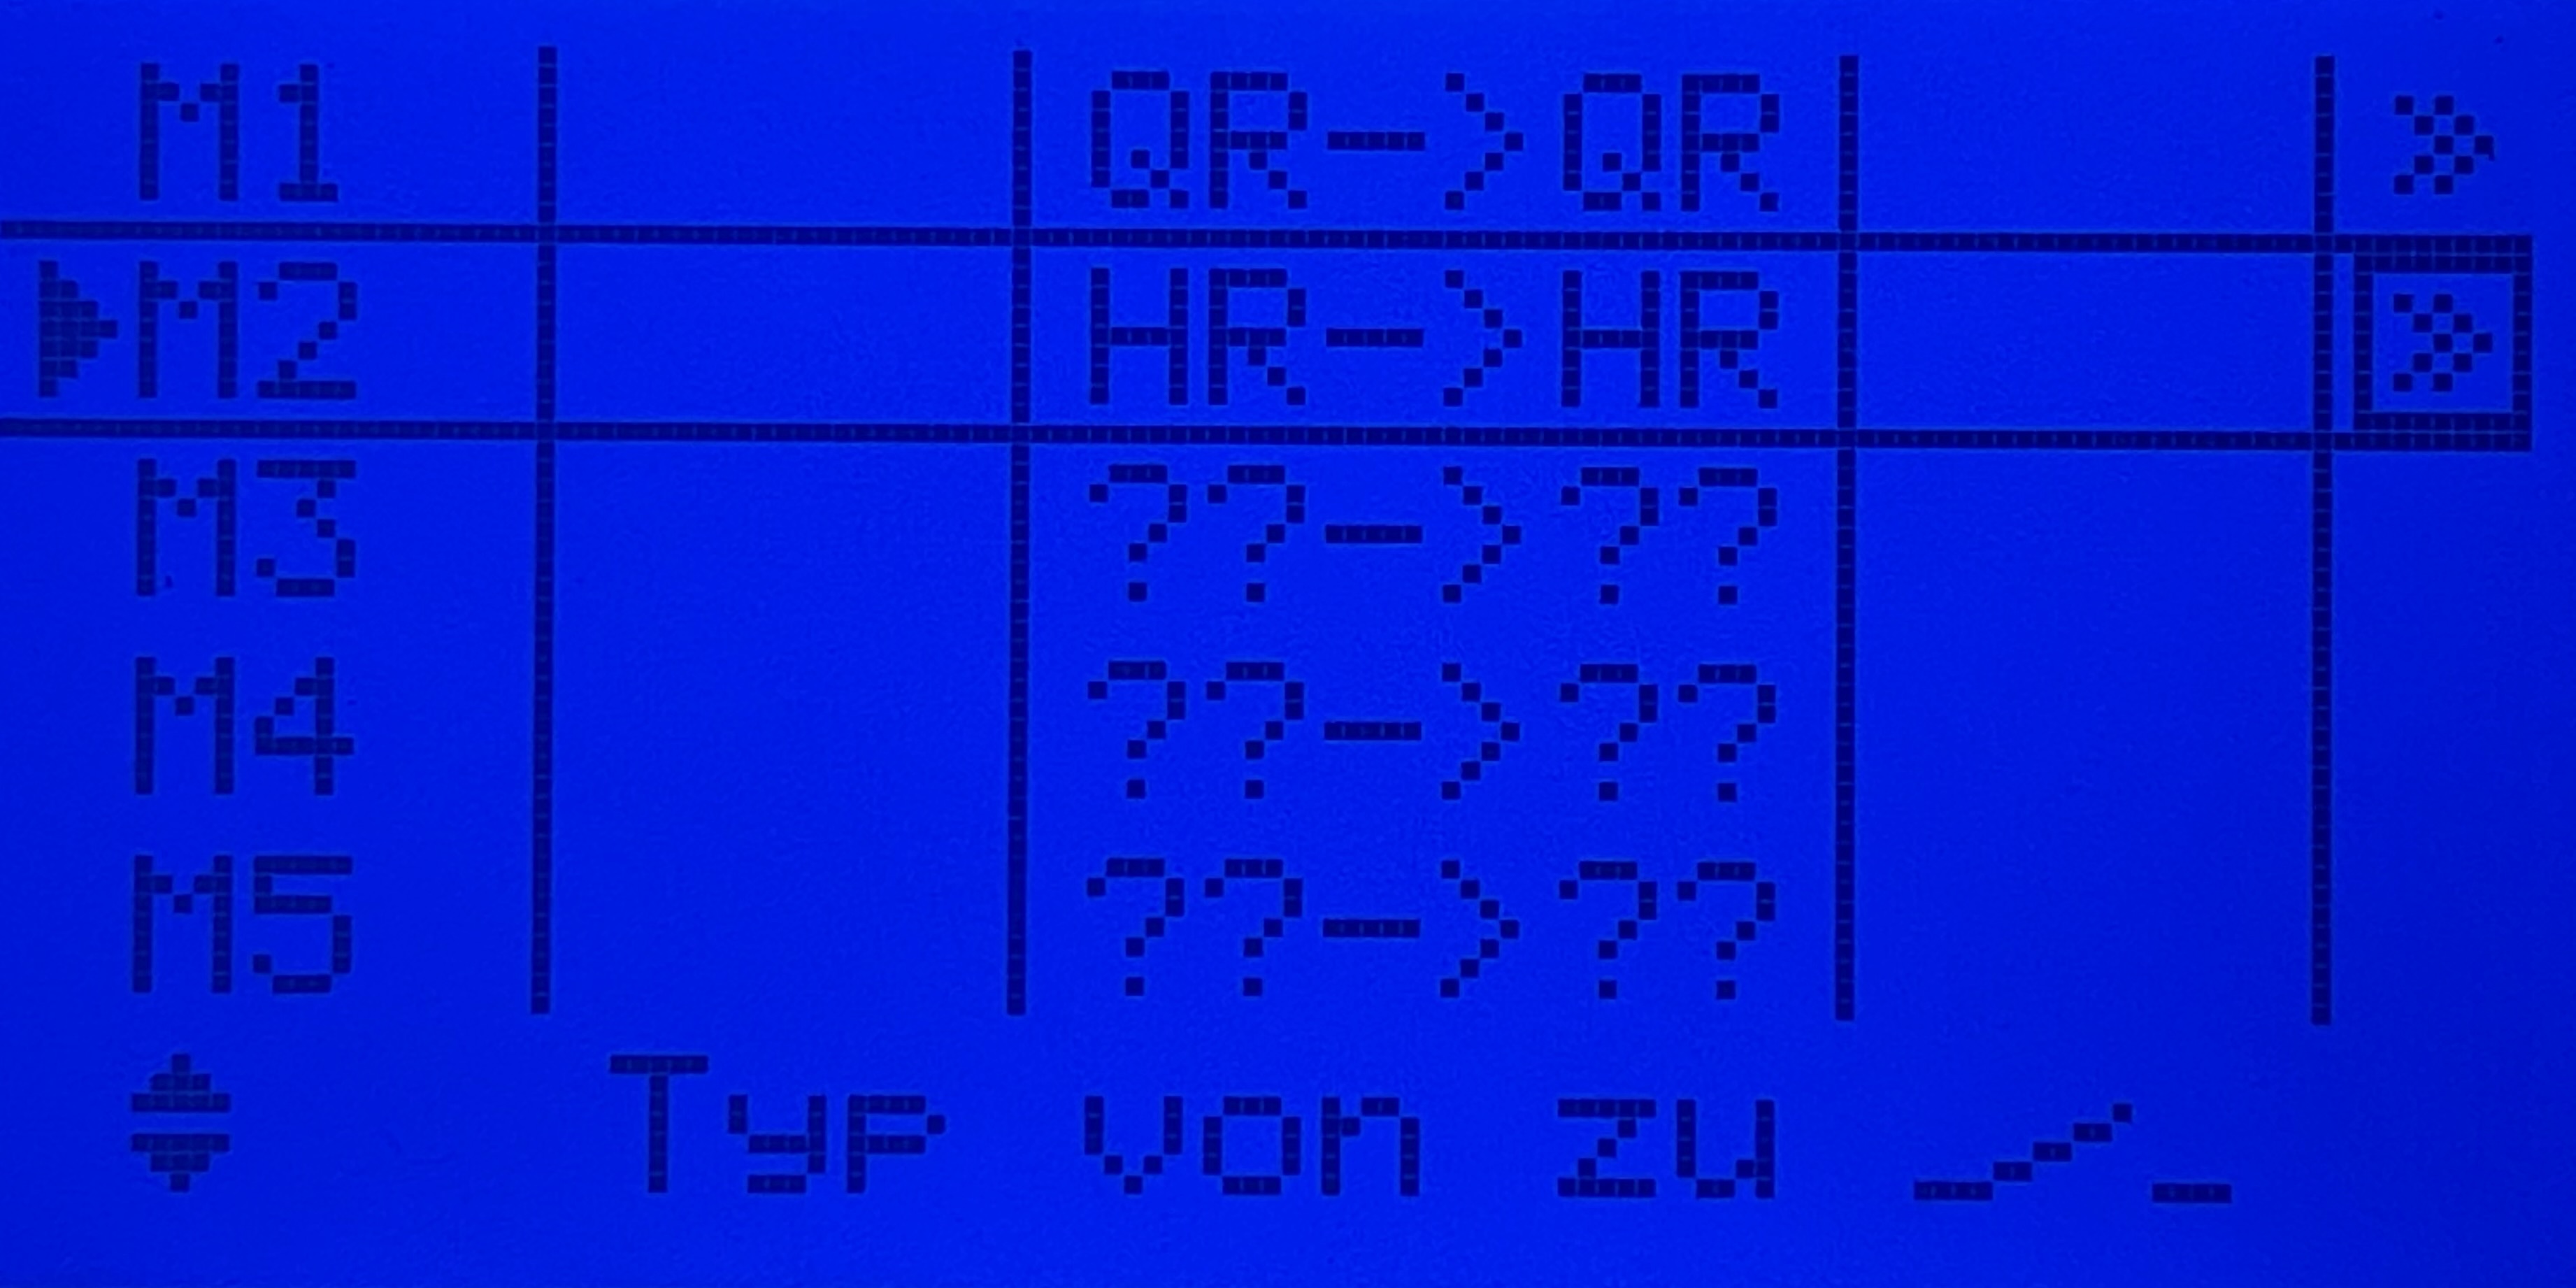 M1 QR->QR »
M2 HR->HR »
M3 ??->??
M4 ??->??
M5 ??->??
Typ von zu